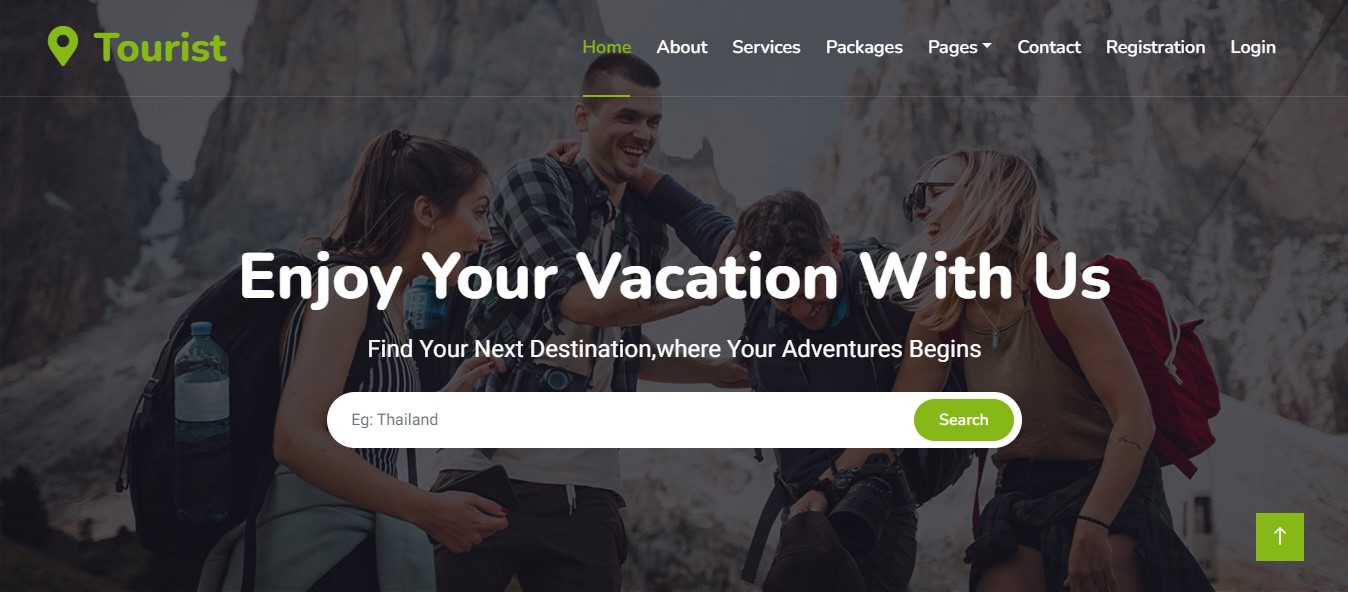 Tourist
Home About Services Packages Pages Contact Registration Login
Enjoy Your Vacation With Us
Find Your Next Destination,where Your Adventures Begins
Eg: Thailand Search